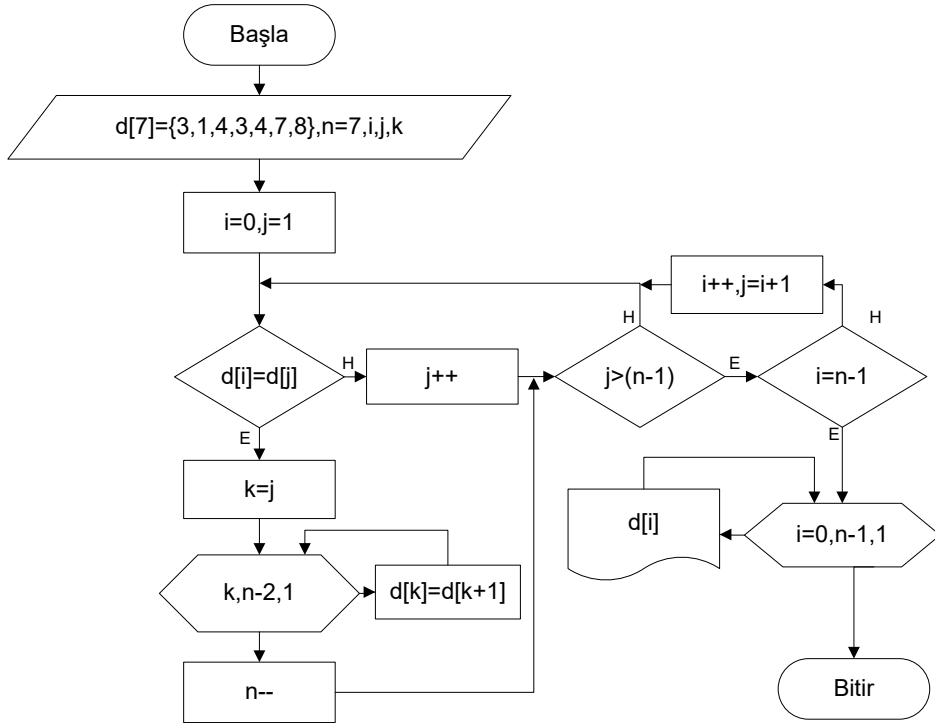 Başla
d[7]={3,1,4,3,4,7,8},n=7,i,j,k
i=0,j=1
i++,j=i+1
H
H
d[i]=d[j]
H
j++
j>(n-1)
E
i=n-1
E
E
k=j
d[i]
i=0,n-1,1
k,n-2,1
d[k]=d[k+1]
n--
Bitir